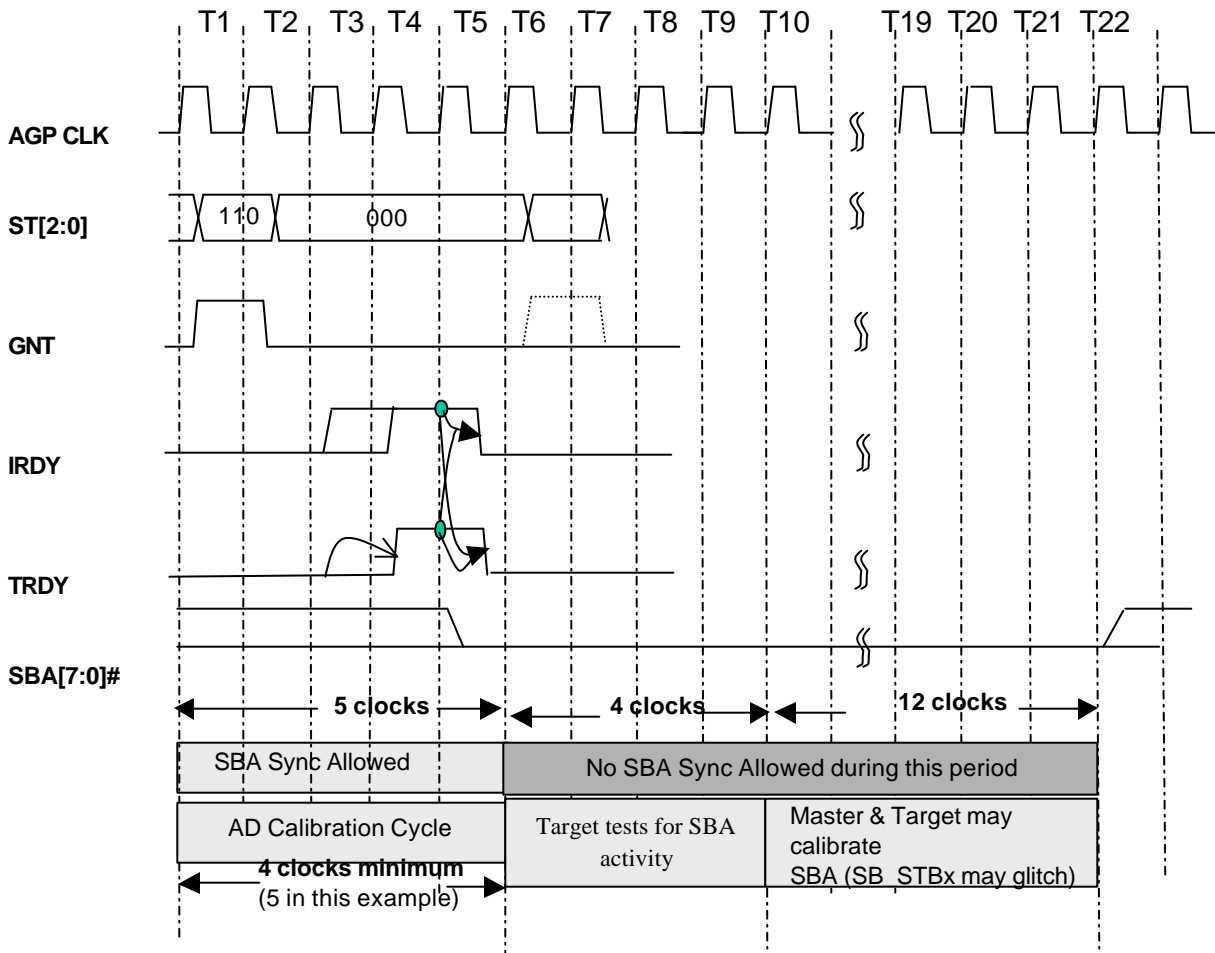 T1 T2 T3 T4 T5 T6 T7 T8 T9 T10 T19 T20 T21 T22
AGP CLK
ST[2:0]
110 000
GNT
IRDY
TRDY
SBA[7:0]#
5 clocks 4 clocks 12 clocks
SBA Sync Allowed
No SBA Sync Allowed during this period
AD Calibration Cycle
Target tests for SBA
activity
Master & Target may
calibrate
SBA (SB_STBx may glitch)
4 clocks minimum
(5 in this example)